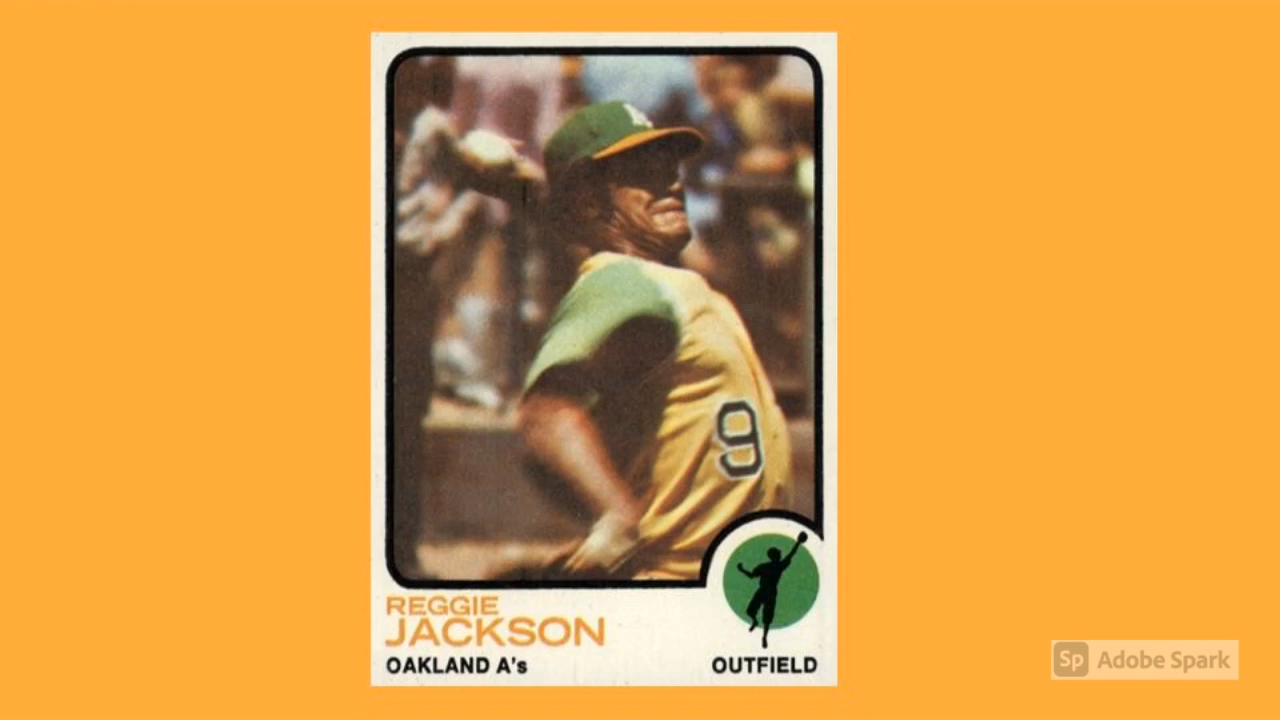 A's
9
REGGIE
JACKSON
OAKLAND A's
OUTFIELD
Sp Adobe Spark